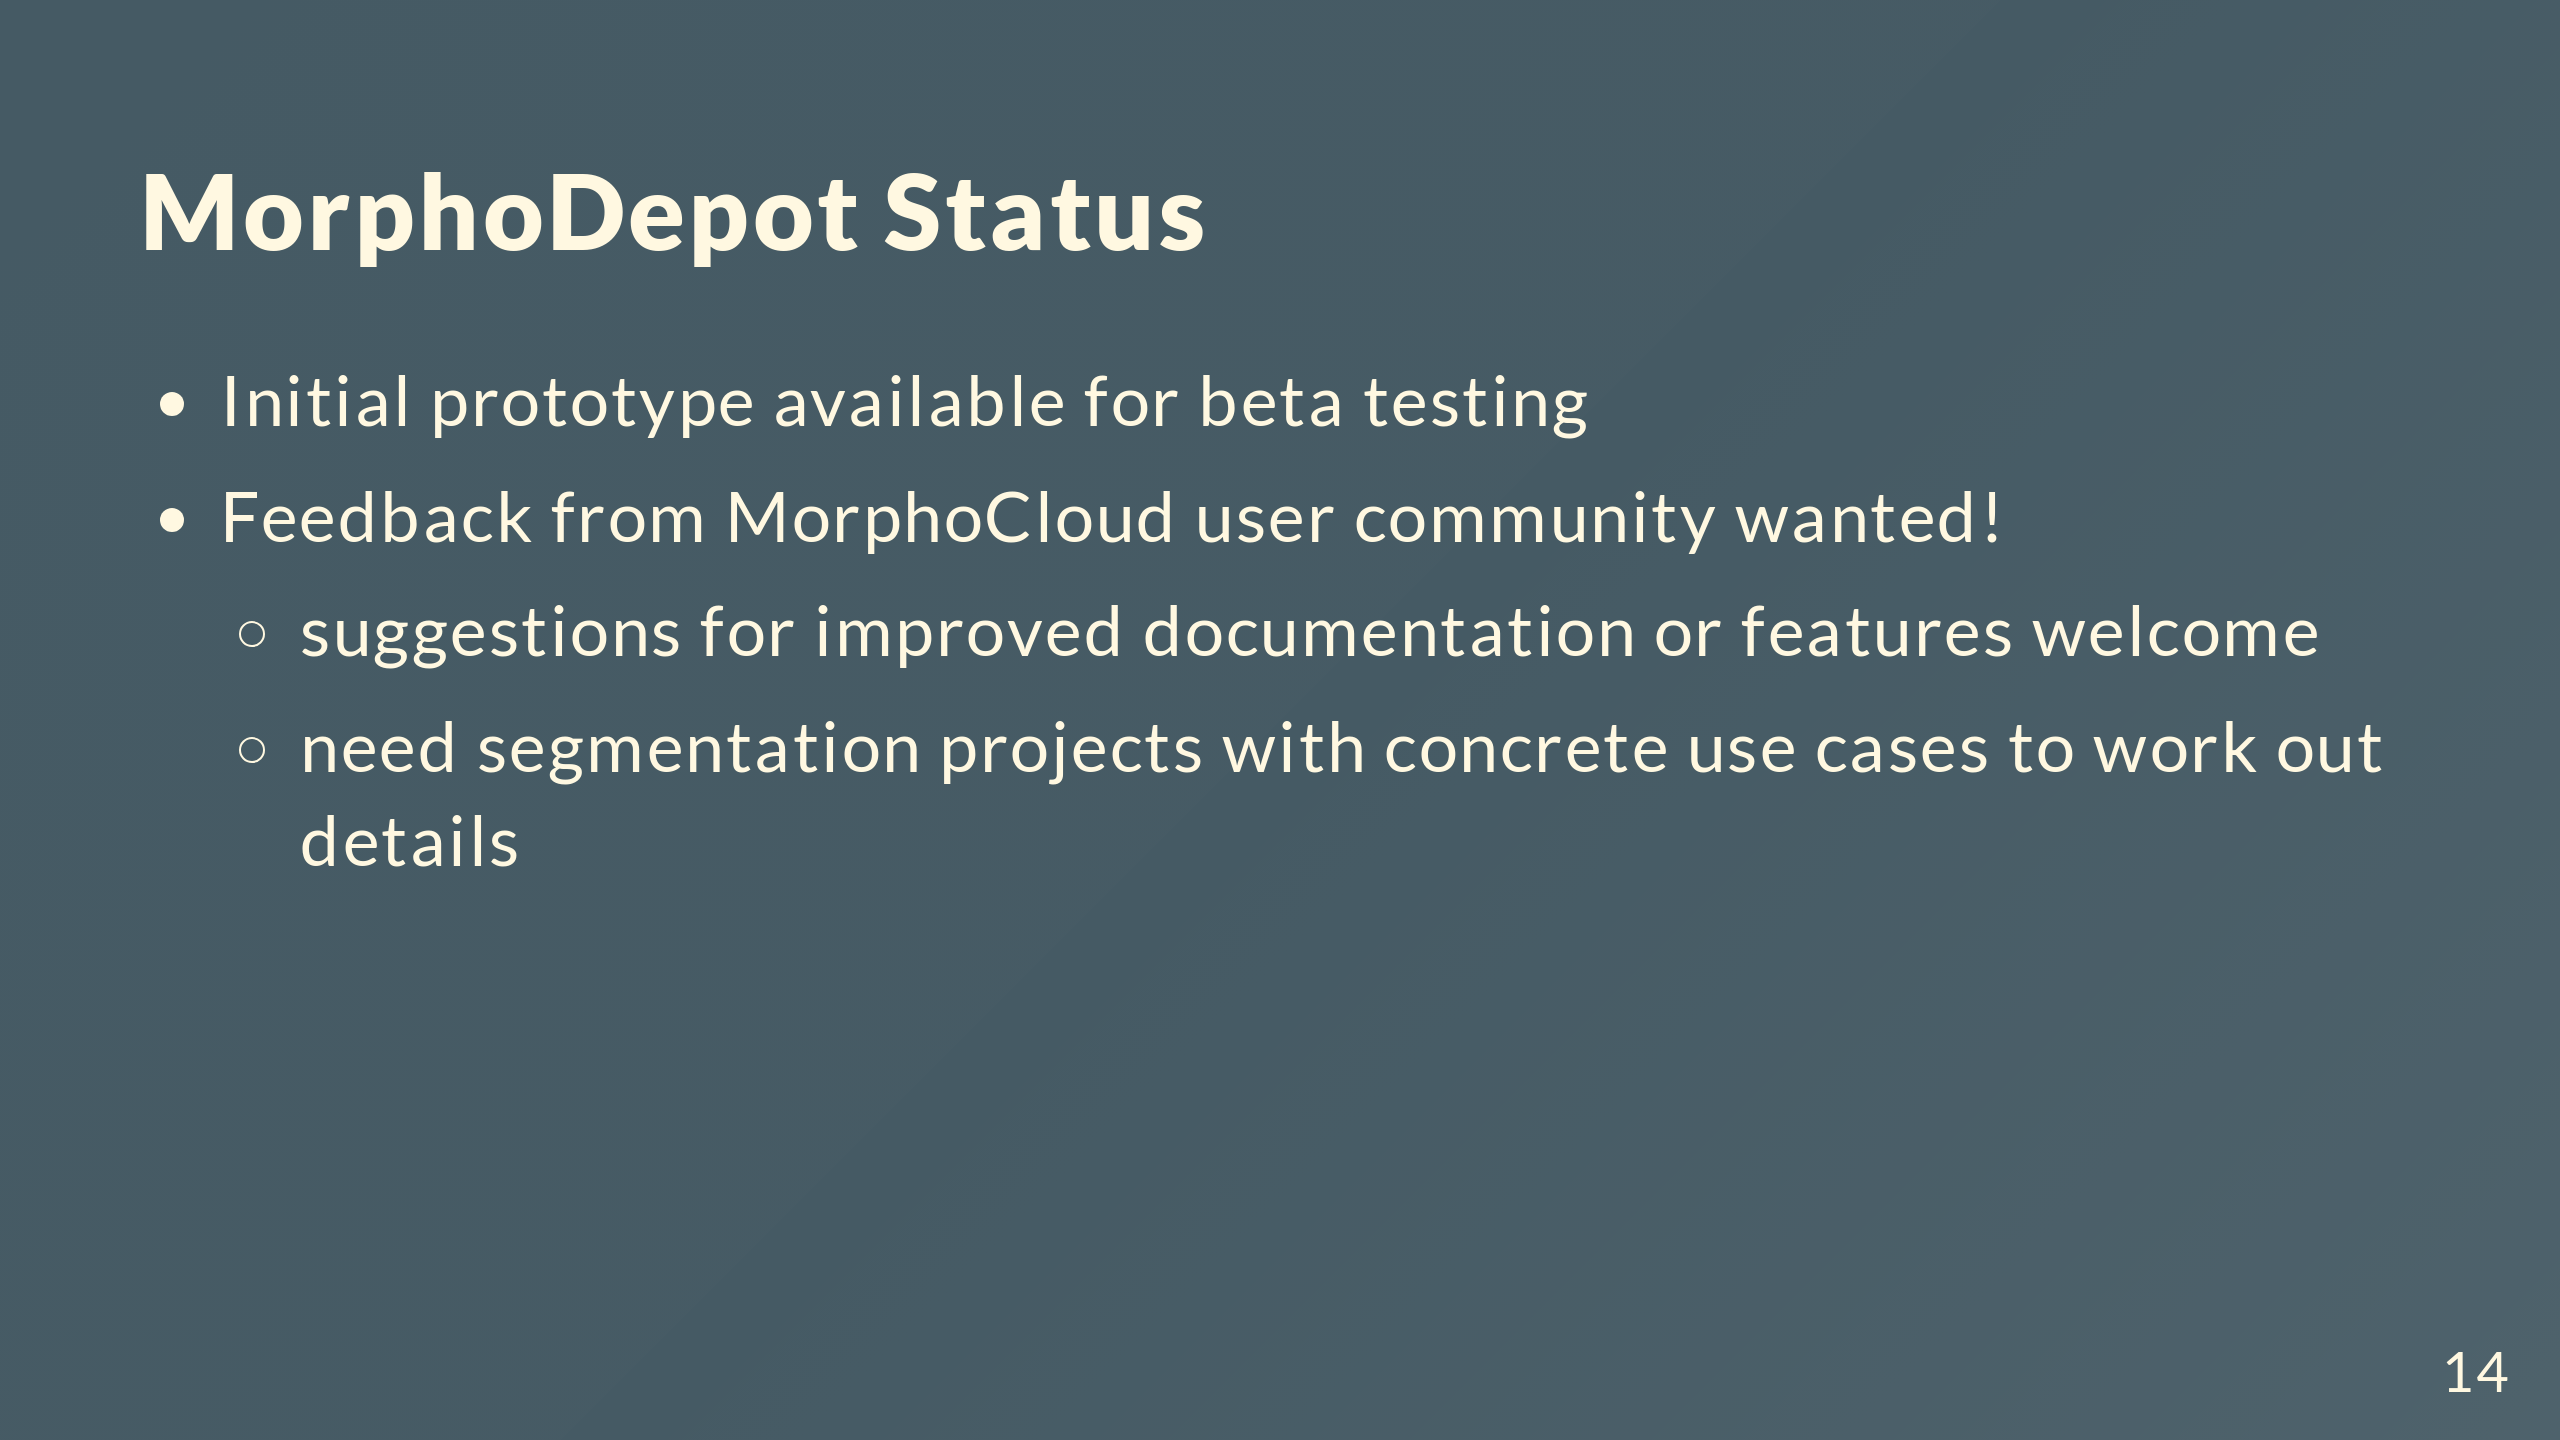 MorphoDepot Status
• Initial prototype available for beta testing
• Feedback from MorphoCloud user community wanted!
○ suggestions for improved documentation or features welcome
○ need segmentation projects with concrete use cases to work out
details
14